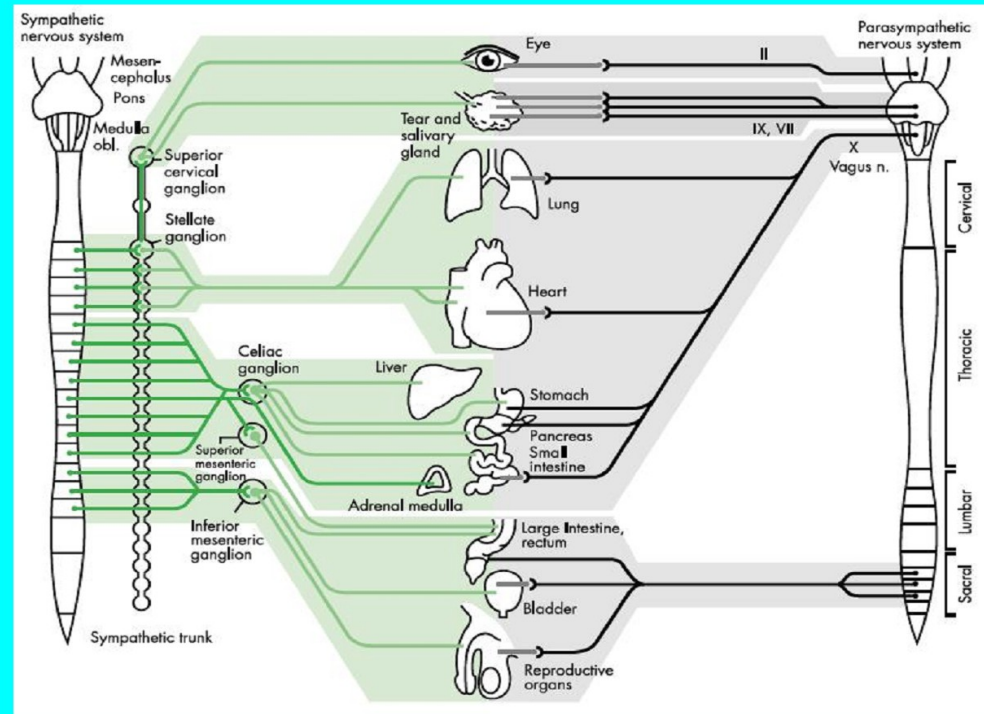 Sympathetic
nervous system
Mesen-
cephalus
Pons
Medulla
obl.
Superior
cervical
ganglion
Stellate
ganglion
Celiac
ganglion
Superior
mesenteric
ganglion
Inferior
mesenteric
ganglion
Sympathetic trunk
Eye
Tear and
salivary
gland
Lung
Heart
Liver
Stomach
Pancreas
Small
intestine
Adrenal medulla
Large Intestine,
rectum
Bladder
Reproductive
organs
Parasympathetic
nervous system
II
IX, VII
X
Vagus n.
Cervical
Thoracic
Lumbar
Sacral